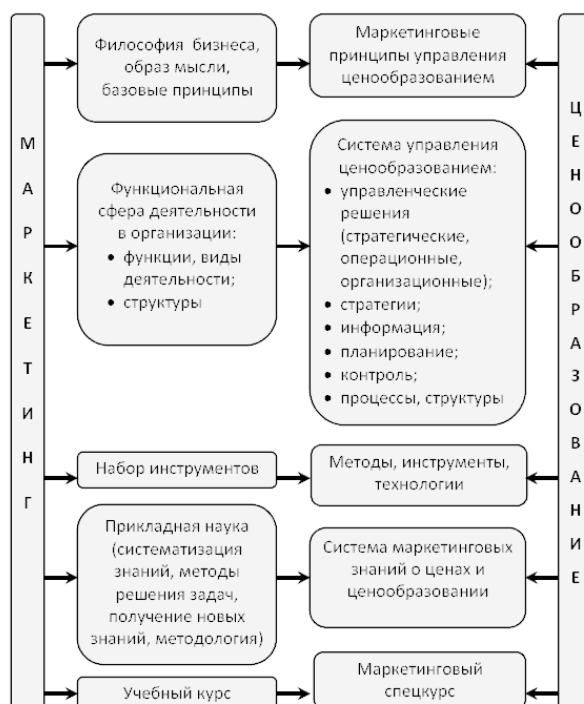 МАРКЕТИНГ
Философия бизнеса,
образ мысли,
базовые принципы
Маркетинговые
принципы управления
ценообразованием
Функциональная
сфера деятельности
в организации:
• функции, виды
деятельности;
• структуры
Система управления
ценообразованием:
• управленческие
решения
(стратегические,
операционные,
организационные);
• стратегии;
• информация;
• планирование;
• контроль;
• процессы, структуры
Набор инструментов
Методы, инструменты,
технологии
Прикладная наука
(систематизация
знаний, методы
решения задач,
получение новых
знаний, методология)
Система маркетинговых
знаний о ценах и
ценообразовании
Учебный курс
Маркетинговый
спецкурс
ЦЕНООБРАЗОВАНИЕ